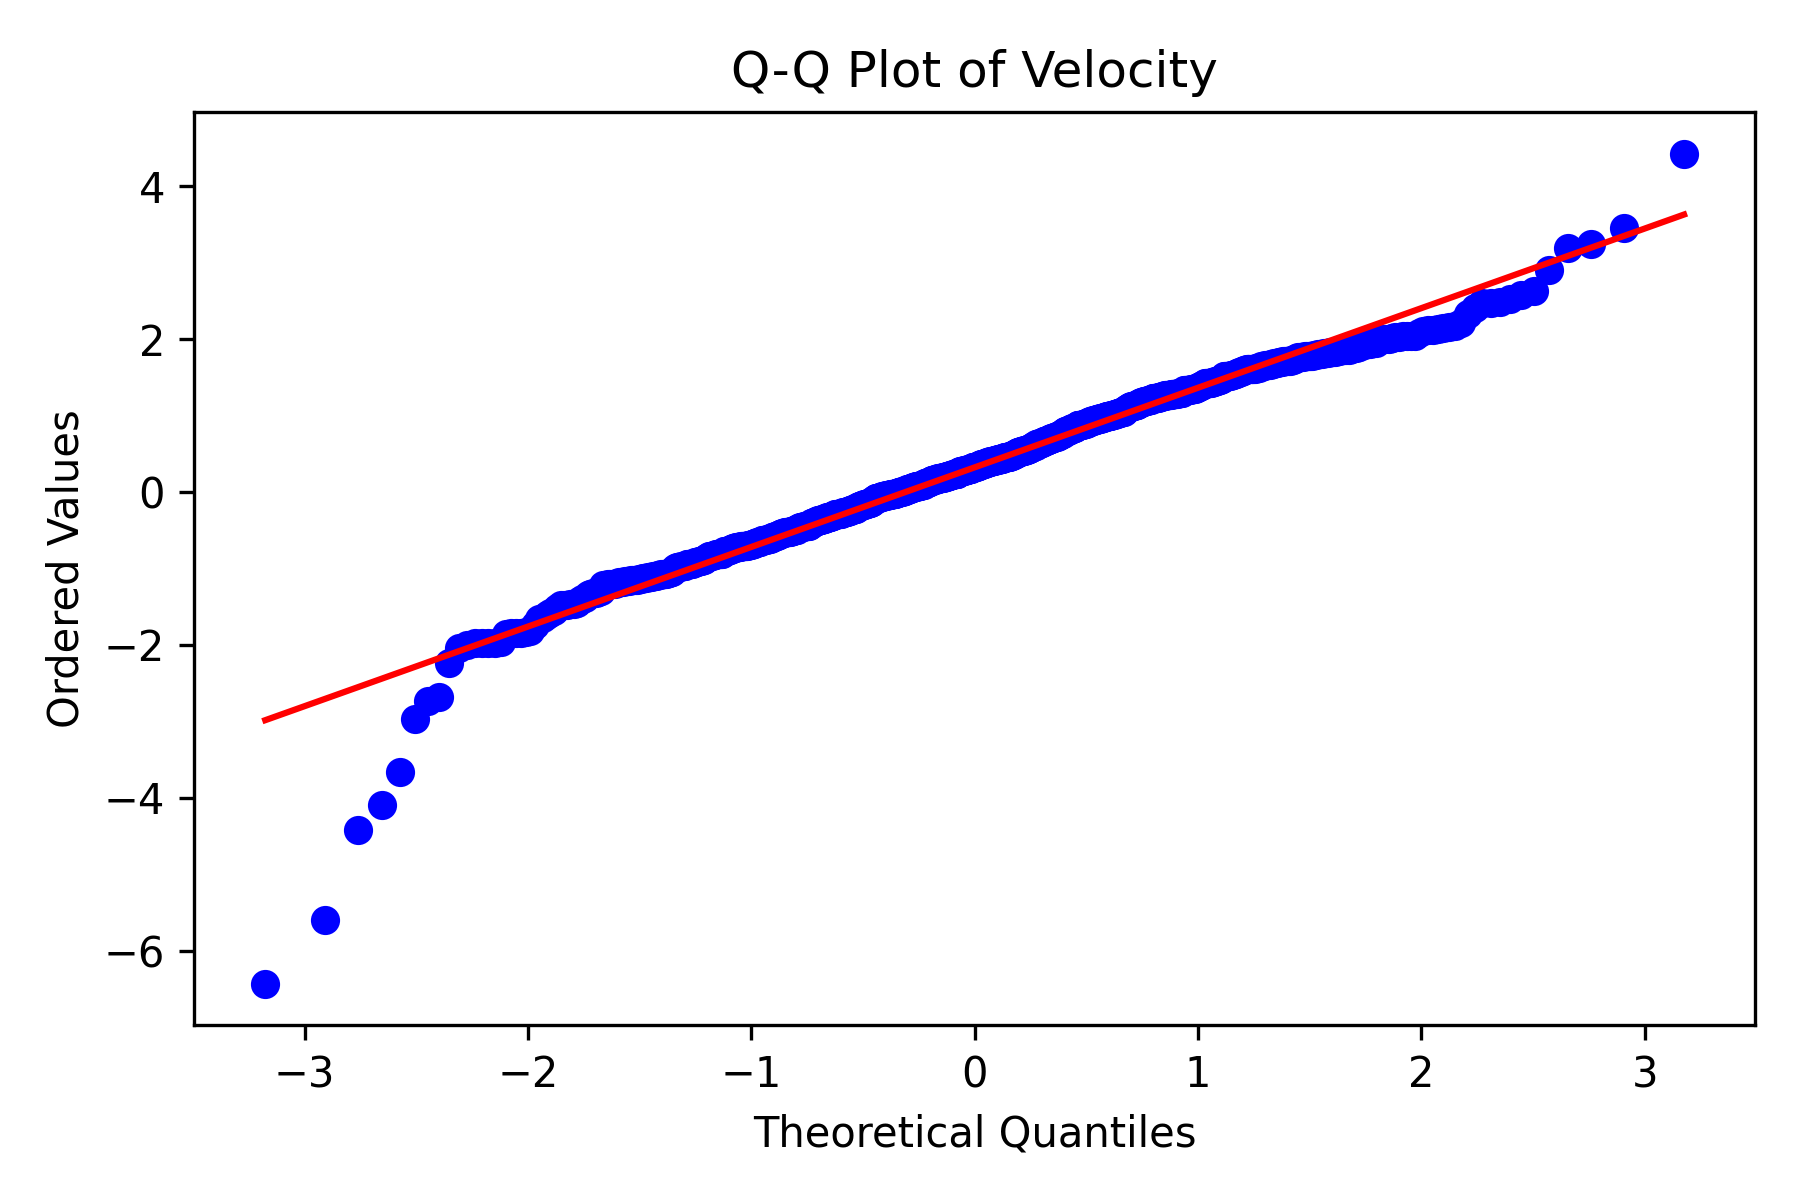 Q-Q Plot of Velocity
Ordered Values
4
2
0
−2
−4
−6
−3 −2 −1 0 1 2 3
Theoretical Quantiles